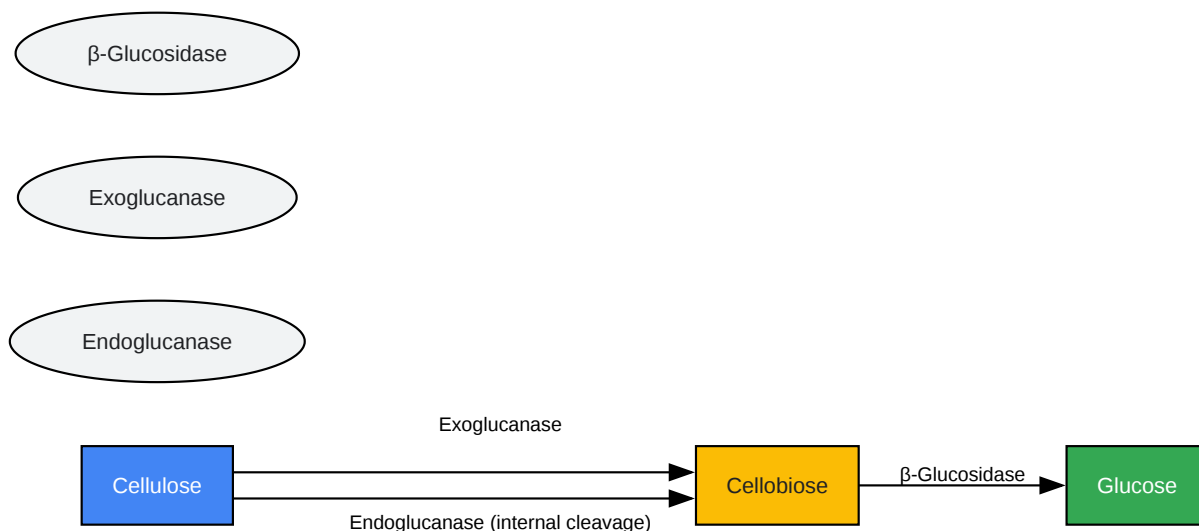 β-Glucosidase
Exoglucanase
Endoglucanase
Exoglucanase
Cellulose
Cellobiose
β-Glucosidase
Glucose
Endoglucanase (internal cleavage)